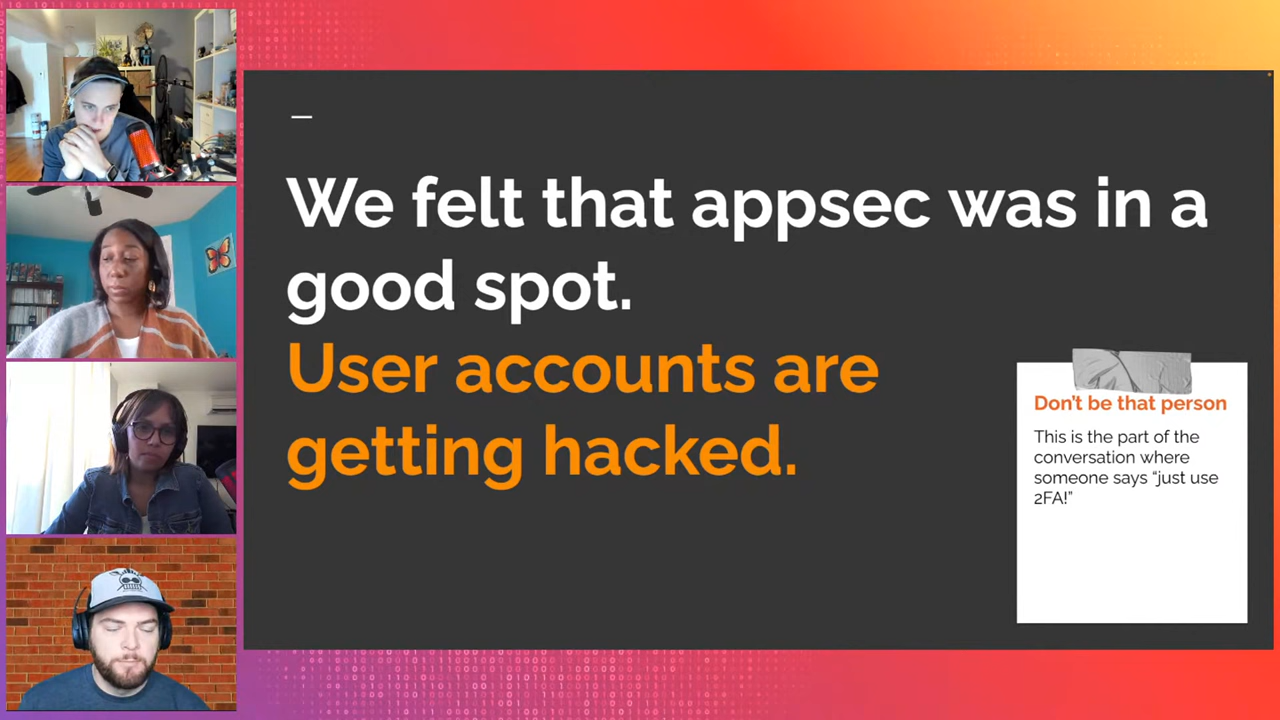 We felt that appsec was in a
good spot.
User accounts are
getting hacked.
Don't be that person
This is the part of the
conversation where
someone says “just use
2FA!”